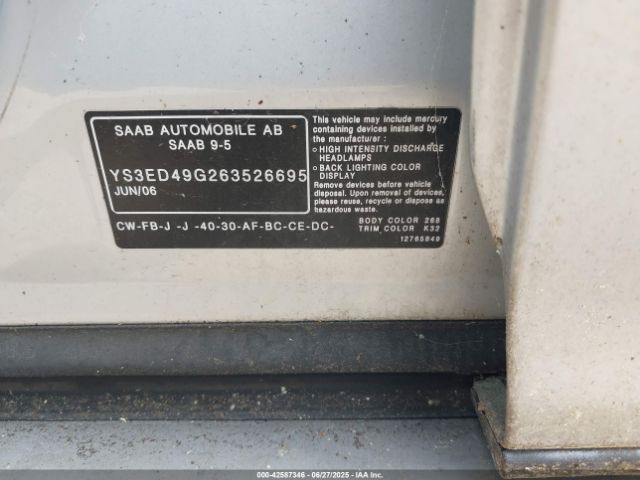 SAAB AUTOMOBILE AB
SAAB 9-5
YS3ED49G263526695
JUN/06
CW-FB-J -J -40-30-AF-BC-CE-DC-
This vehicle may include mercury
containing devices installed by
the manufacturer :
o HIGH INTENSITY DISCHARGE
HEADLAMPS
o BACK LIGHTING COLOR
DISPLAY
Remove devices before vehicle
disposal. Upon removal of devices,
please reuse, recycle or dispose as
hazardous waste.
BODY COLOR 268
TRIM COLOR K32
12765849
000-42587346 - 06/27/2025 - IAAI.COM